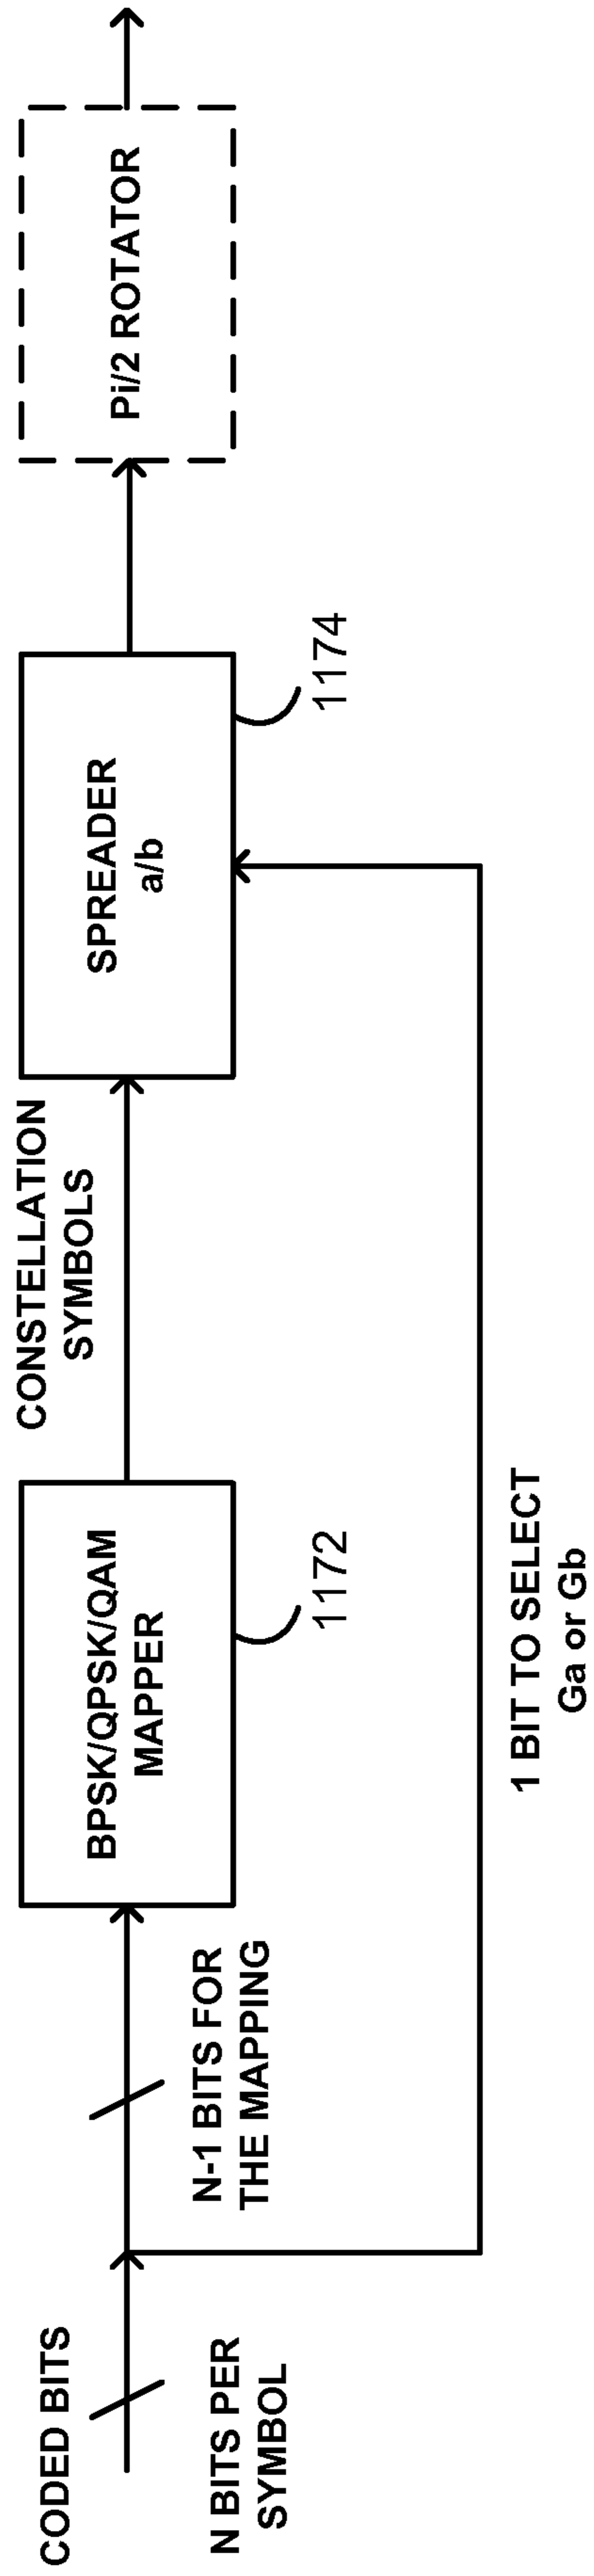 CODED BITS
N BITS PER
SYMBOL
N-1 BITS FOR
THE MAPPING
BPSK/QPSK/QAM
MAPPER
1172
CONSTELLATION
SYMBOLS
SPREADER
a/b
1174
Pi/2 ROTATOR
1 BIT TO SELECT
Ga or Gb